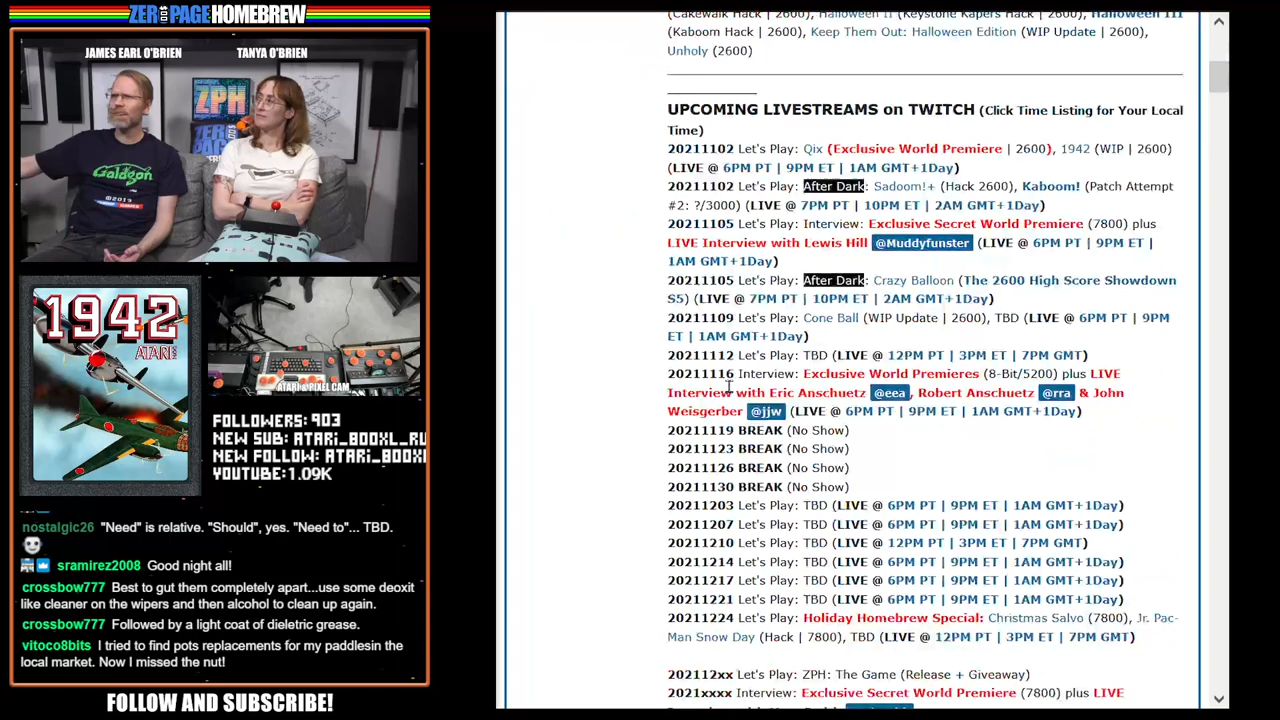 ZERO PAGE HOMEBREW
JAMES EARL O'BRIEN
TANYA O'BRIEN
ZPH
Galagon
@2019
1942
ATARI
ATARI & PIXEL CAM
FOLLOWERS: 903
NEW SUB: ATARI_800XL_RU
NEW FOLLOW: ATARI_800XL
YOUTUBE: 1.09K
nostalgic26 "Need" is relative. "Should", yes. "Need to"... TBD.
sramirez2008 Good night all!
crossbow777 Best to gut them completely apart...use some deoxit
like cleaner on the wipers and then alcohol to clean up again.
crossbow777 Followed by a light coat of dieletric grease.
vitoco8bits I tried to find pots replacements for my paddlesin the
local market. Now I missed the nut!
FOLLOW AND SUBSCRIBE!
(Cakewalk Hack | 2600), Halloween II (Keystone Kapers Hack | 2600), Halloween III
(Kaboom Hack | 2600), Keep Them Out: Halloween Edition (WIP Update | 2600),
Unholy (2600)
UPCOMING LIVESTREAMS on TWITCH (Click Time Listing for Your Local
Time)
20211102 Let's Play: Qix (Exclusive World Premiere | 2600), 1942 (WIP | 2600)
(LIVE @ 6PM PT | 9PM ET | 1AM GMT+1Day)
20211102 Let's Play: After Dark: Sadoom!+ (Hack 2600), Kaboom! (Patch Attempt
#2: ?/3000) (LIVE @ 7PM PT | 10PM ET | 2AM GMT+1Day)
20211105 Let's Play: Interview: Exclusive Secret World Premiere (7800) plus
LIVE Interview with Lewis Hill @Muddyfunster (LIVE @ 6PM PT | 9PM ET |
1AM GMT+1Day)
20211105 Let's Play: After Dark: Crazy Balloon (The 2600 High Score Showdown
S5) (LIVE @ 7PM PT | 10PM ET | 2AM GMT+1Day)
20211109 Let's Play: Cone Ball (WIP Update | 2600), TBD (LIVE @ 6PM PT | 9PM
ET | 1AM GMT+1Day)
20211112 Let's Play: TBD (LIVE @ 12PM PT | 3PM ET | 7PM GMT)
20211116 Interview: Exclusive Premieres (8-Bit/5200) plus LIVE
Interview with Eric Anschuetz @eea, Robert Anschuetz @rra & John
Weisgerber @jjw (LIVE @ 6PM PT | 9PM ET | 1AM GMT+1Day)
20211119 BREAK (No Show)
20211123 BREAK (No Show)
20211126 BREAK (No Show)
20211130 BREAK (No Show)
20211203 Let's Play: TBD (LIVE @ 6PM PT | 9PM ET | 1AM GMT+1Day)
20211207 Let's Play: TBD (LIVE @ 6PM PT | 9PM ET | 1AM GMT+1Day)
20211210 Let's Play: TBD (LIVE @ 12PM PT | 3PM ET | 7PM GMT)
20211214 Let's Play: TBD (LIVE @ 6PM PT | 9PM ET | 1AM GMT+1Day)
20211217 Let's Play: TBD (LIVE @ 6PM PT | 9PM ET | 1AM GMT+1Day)
20211221 Let's Play: TBD (LIVE @ 6PM PT | 9PM ET | 1AM GMT+1Day)
20211224 Let's Play: Holiday Homebrew Special: Christmas Salvo (7800), Jr. Pac-
Man Snow Day (Hack | 7800), TBD (LIVE @ 12PM PT | 3PM ET | 7PM GMT)
202112xx Let's Play: ZPH: The Game (Release + Giveaway)
2021xxxx Interview: Exclusive Secret World Premiere (7800) plus LIVE